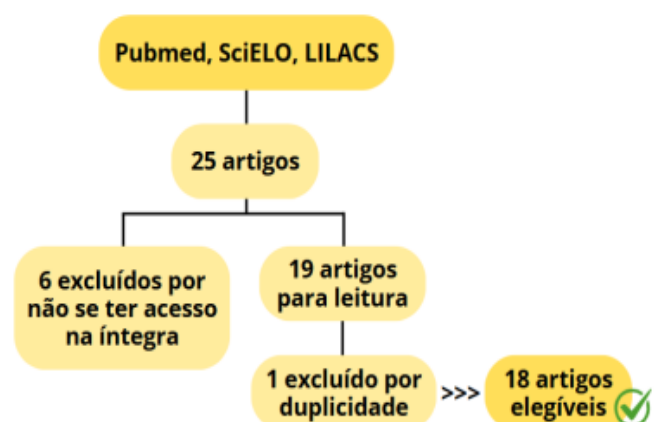 Pubmed, SciELO, LILACS
25 artigos
6 excluídos por
não se ter acesso
na íntegra
19 artigos
para leitura
1 excluído por
duplicidade
>>>
18 artigos
elegíveis